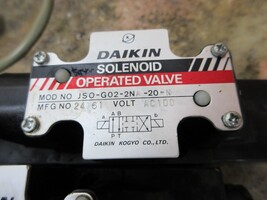 DAIKIN
SOLENOID
OPERATED VALVE
MOD NO JSO-G02-2N -20-N
MFG NO 24 61 VOLT AC100
a A B b
P T
DAIKIN KOGYO CO., LTD.